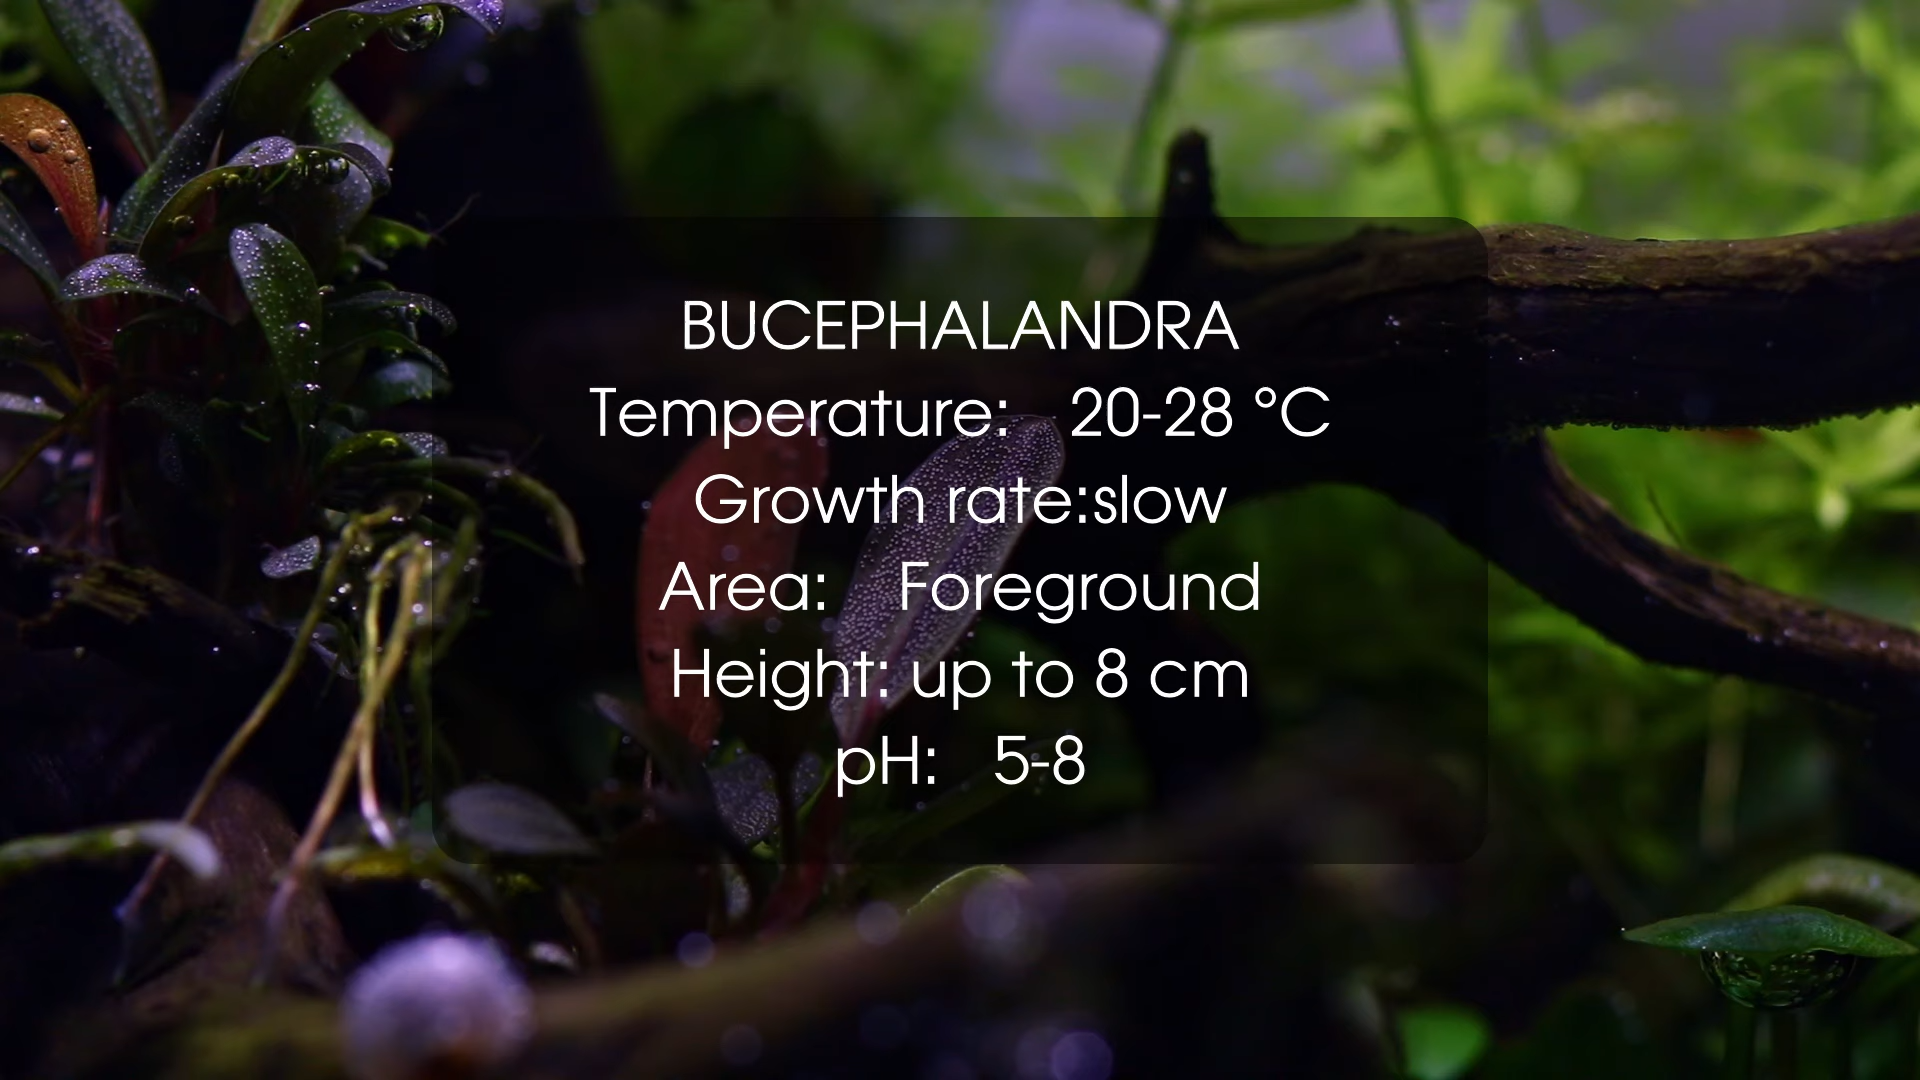 BUCEPHALANDRA
Temperature: 20-28 °C
Growth rate:slow
Area: Foreground
Height: up to 8 cm
pH: 5-8